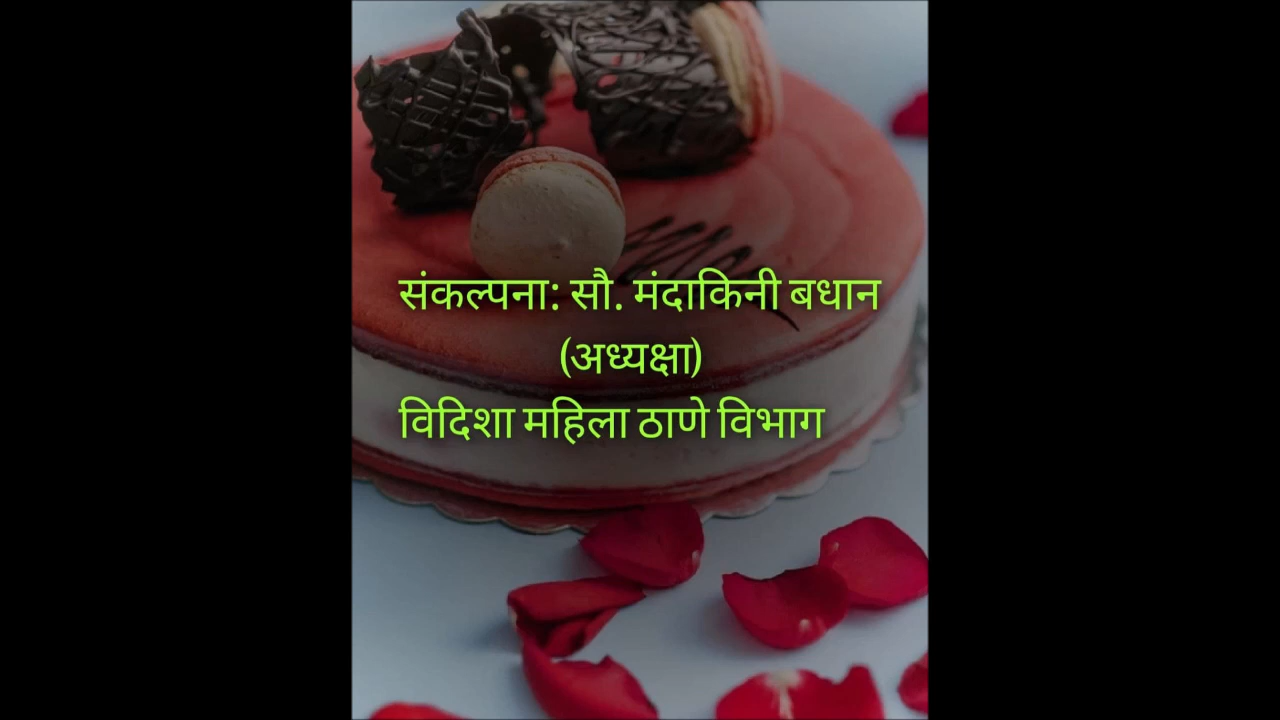 संकल्पना: सौ. मंदाकिनी बधान
(अध्यक्षा)
विदिशा महिला ठाणे विभाग